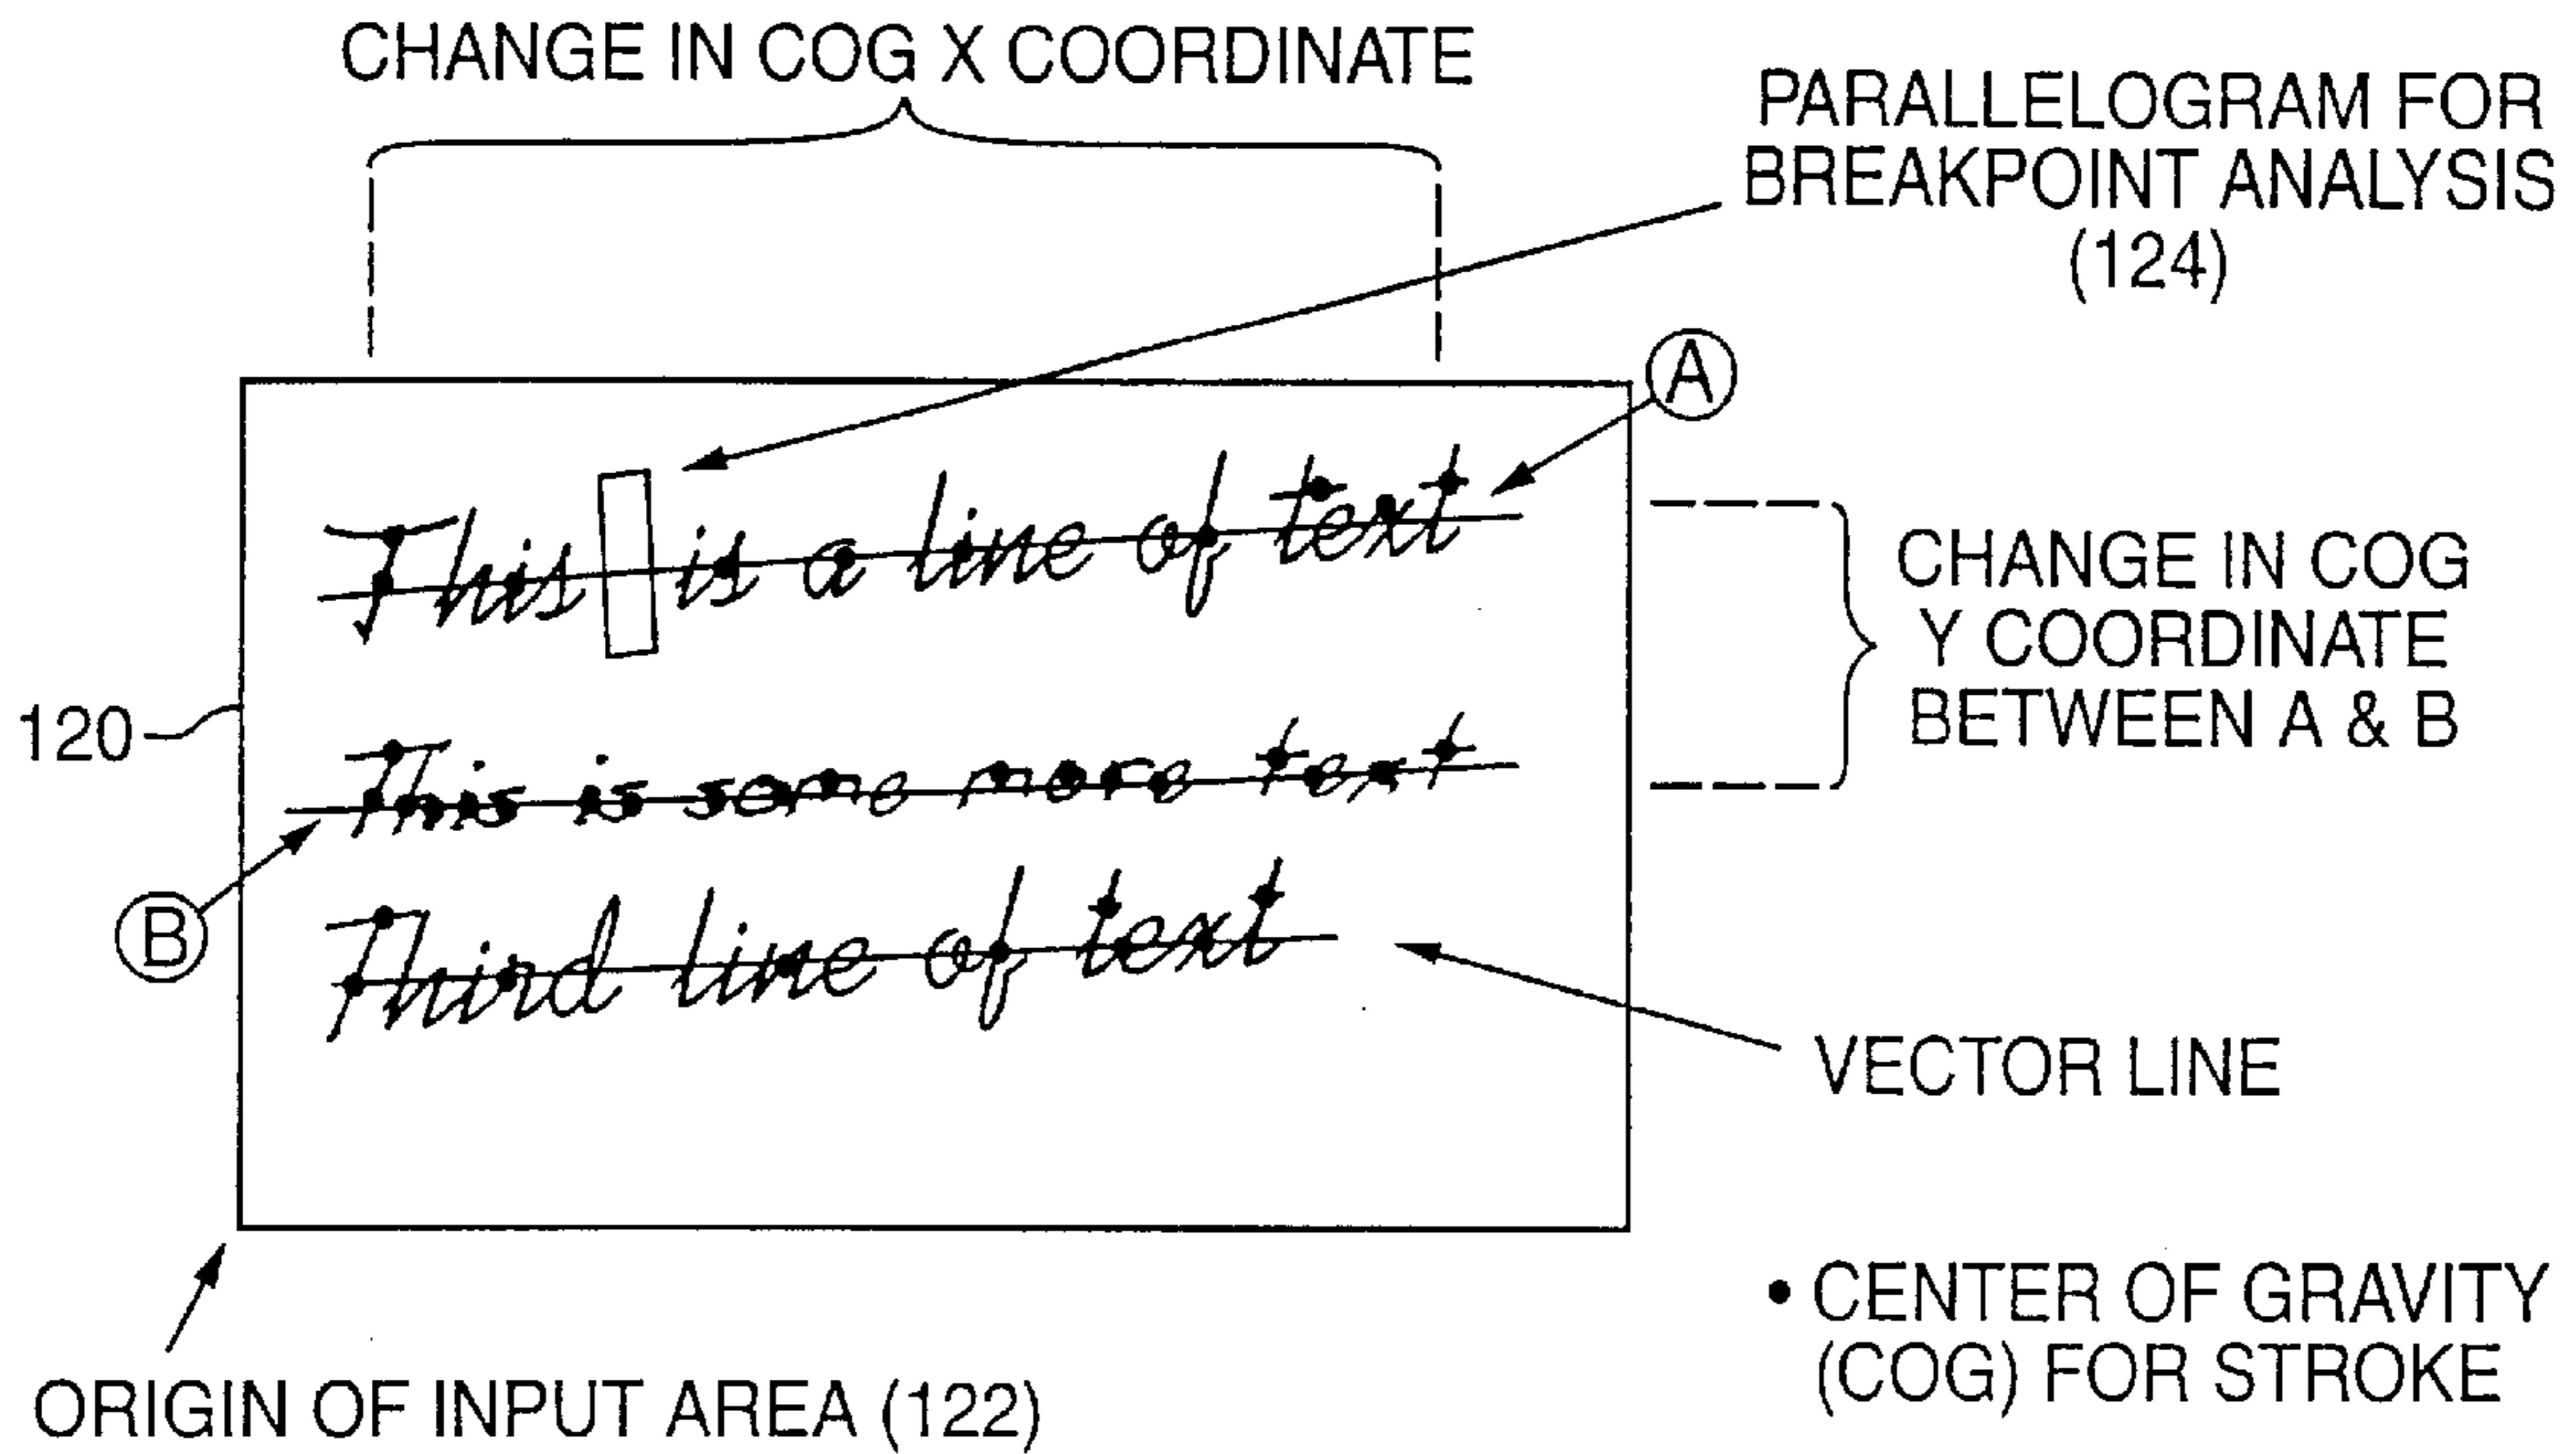 CHANGE IN COG X COORDINATE
PARALLELOGRAM FOR
BREAKPOINT ANALYSIS
(124)
A
This is a line of text
CHANGE IN COG
Y COORDINATE
BETWEEN A & B
120
This is some more text
B
Third line of text
VECTOR LINE
• CENTER OF GRAVITY
(COG) FOR STROKE
ORIGIN OF INPUT AREA (122)